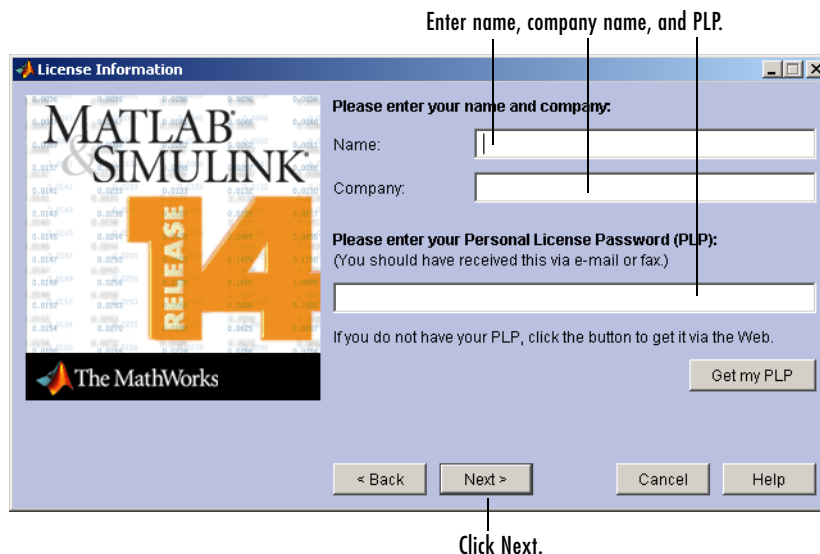 Enter name, company name, and PLP.
License Information
MATLAB
&SIMULINK
RELEASE
14
The MathWorks
Please enter your name and company:
Name:
Company:
Please enter your Personal License Password (PLP):
(You should have received this via e-mail or fax.)
If you do not have your PLP, click the button to get it via the Web.
Get my PLP
< Back
Next >
Cancel
Help
Click Next.